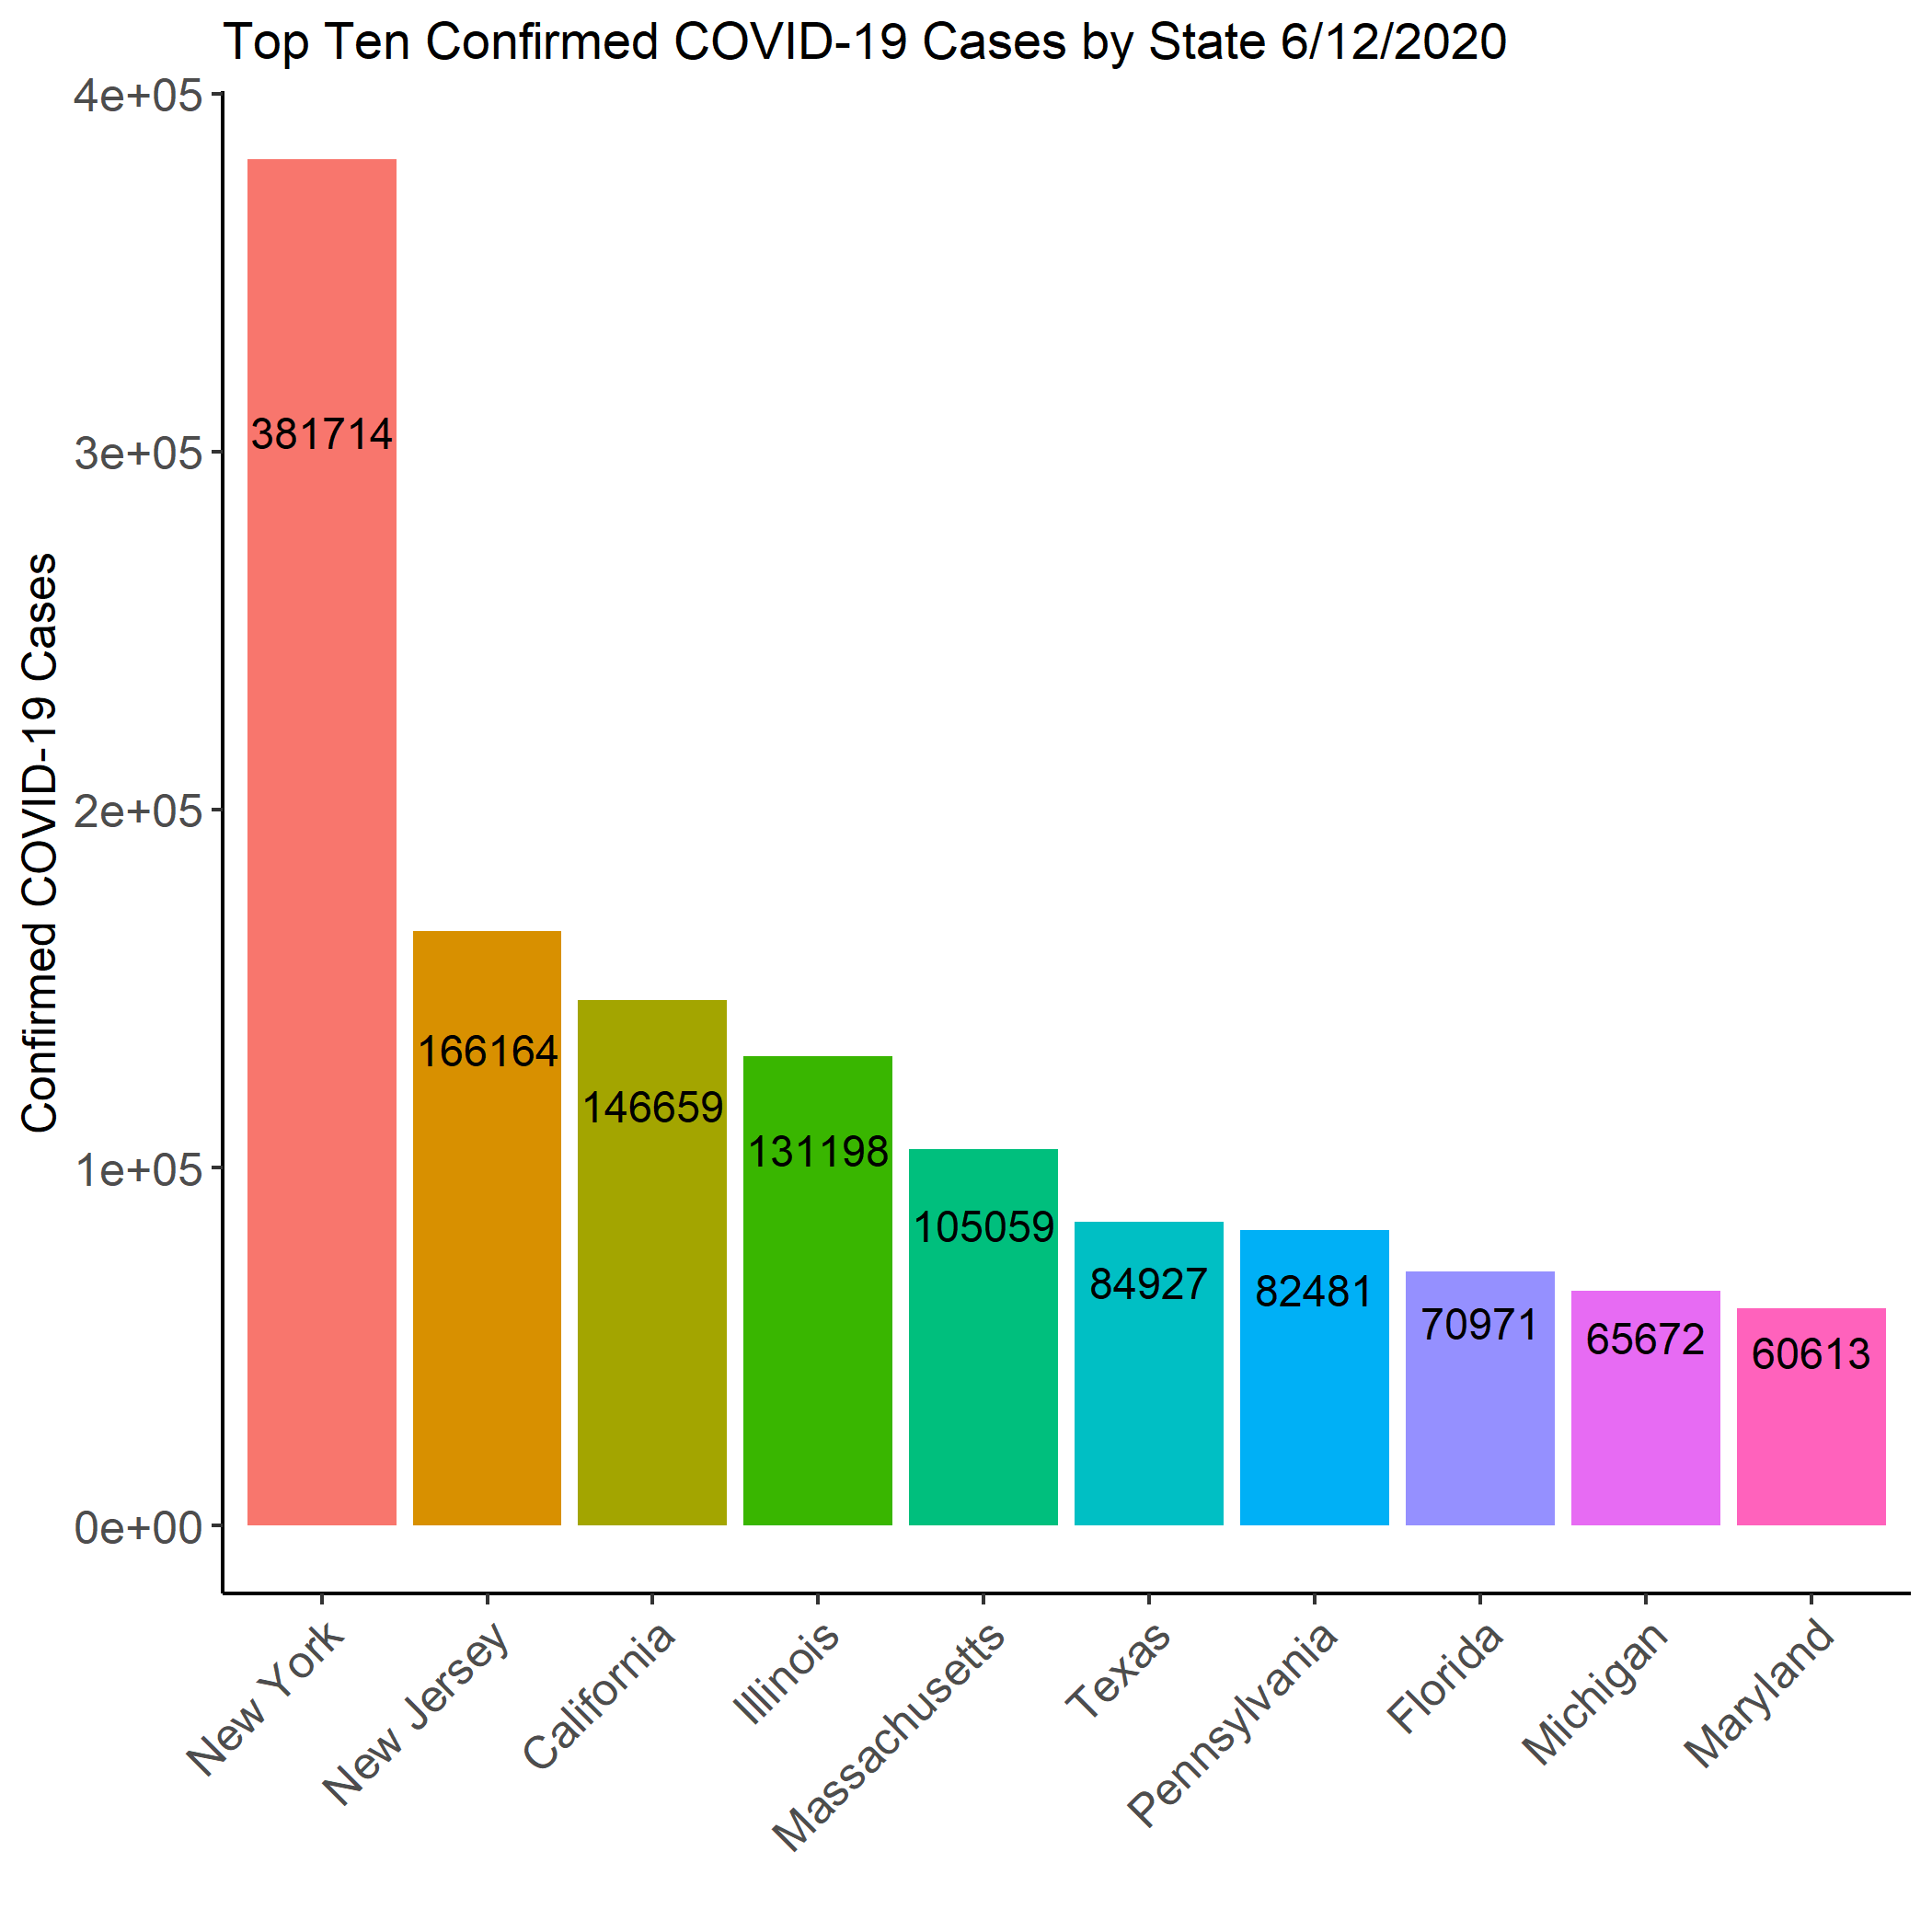 Top Ten Confirmed COVID-19 Cases by State 6/12/2020
Confirmed COVID-19 Cases
4e+05
3e+05
2e+05
1e+05
0e+00
381714
166164
146659
131198
105059
84927
82481
70971
65672
60613
New York
New Jersey
California
Illinois
Massachusetts
Texas
Pennsylvania
Florida
Michigan
Maryland